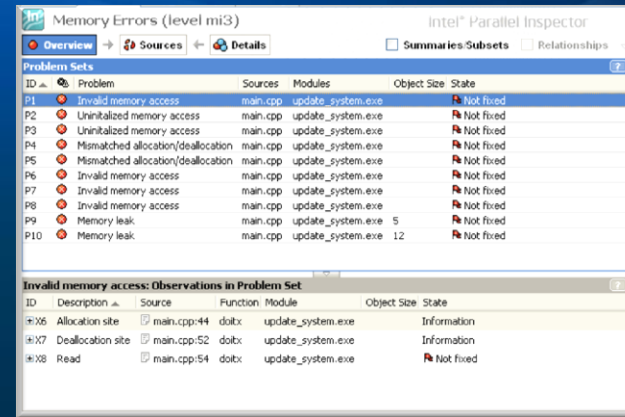 Memory Errors (level mi3)
Intel® Parallel Inspector
Overview Sources Details Summaries/Subsets Relationships
Problem Sets ?
ID Problem Sources Modules Object Size State
P1 Invalid memory access main.cpp update_system.exe Not fixed
P2 Uninitalized memory access main.cpp update_system.exe Not fixed
P3 Uninitalized memory access main.cpp update_system.exe Not fixed
P4 Mismatched allocation/deallocation main.cpp update_system.exe Not fixed
P5 Mismatched allocation/deallocation main.cpp update_system.exe Not fixed
P6 Invalid memory access main.cpp update_system.exe Not fixed
P7 Invalid memory access main.cpp update_system.exe Not fixed
P8 Invalid memory access main.cpp update_system.exe Not fixed
P9 Memory leak main.cpp update_system.exe 5 Not fixed
P10 Memory leak main.cpp update_system.exe 12 Not fixed
Invalid memory access: Observations in Problem Set ?
ID Description Source Function Module Object Size State
X6 Allocation site main.cpp:44 doitx update_system.exe Information
X7 Deallocation site main.cpp:52 doitx update_system.exe Information
X8 Read main.cpp:54 doitx update_system.exe Not fixed